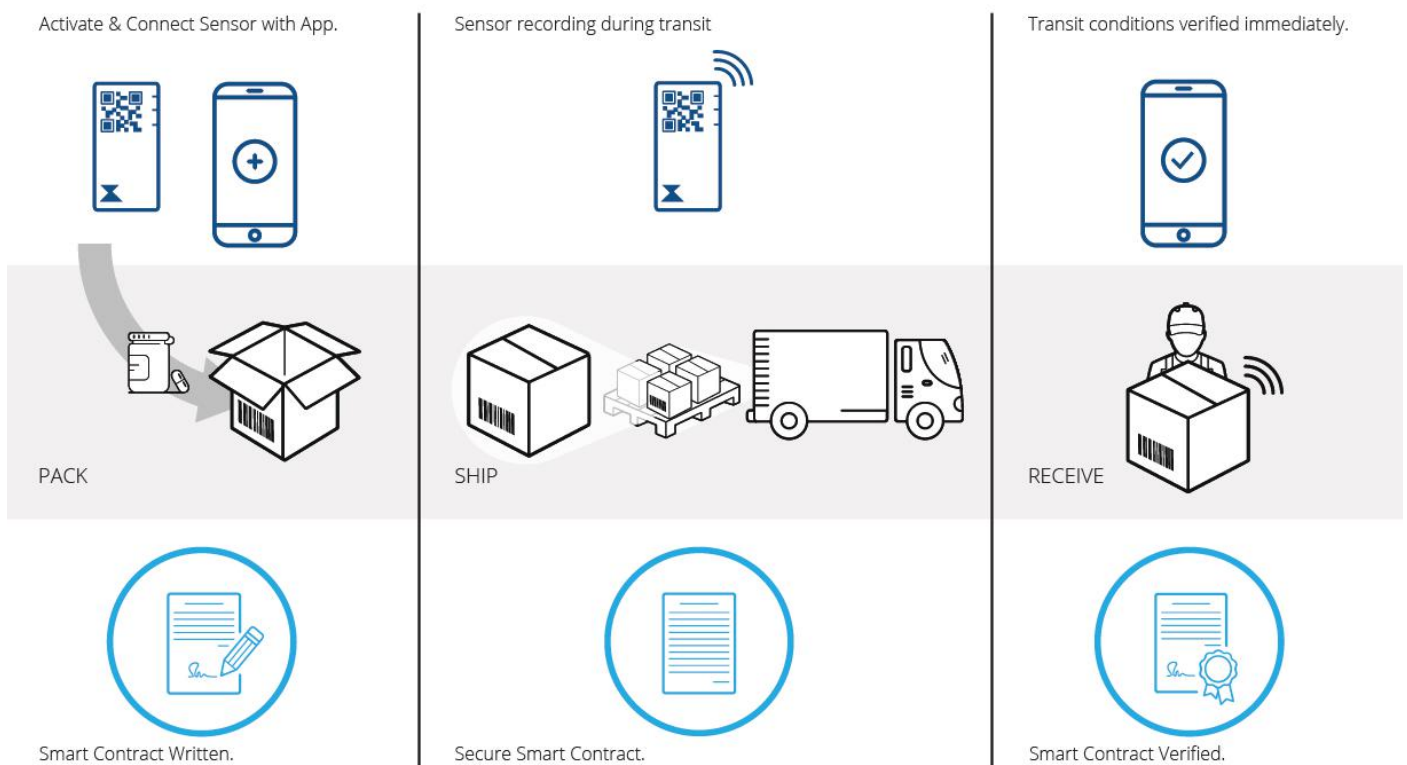 Activate & Connect Sensor with App.
Sensor recording during transit
Transit conditions verified immediately.
PACK
SHIP
RECEIVE
Smart Contract Written.
Secure Smart Contract.
Smart Contract Verified.